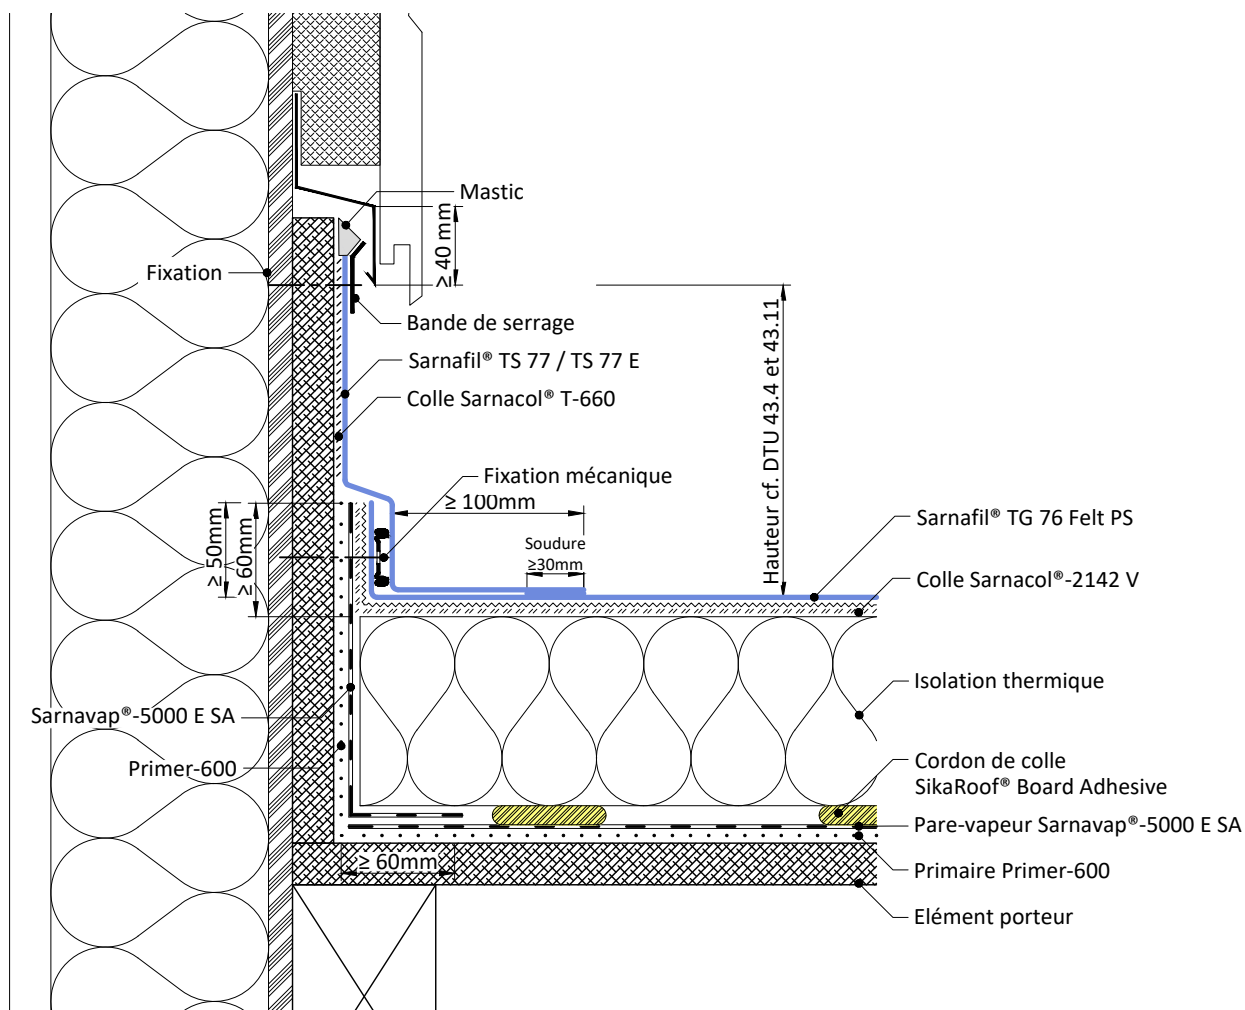 Mastic
≥ 40 mm
Fixation
Bande de serrage
Sarnafil® TS 77 / TS 77 E
Colle Sarnacol® T-660
Hauteur cf. DTU 43.4 et 43.11
Fixation mécanique
≥ 100mm
≥ 50mm
≥ 60mm
Soudure
≥30mm
Sarnafil® TG 76 Felt PS
Colle Sarnacol®-2142 V
Isolation thermique
Sarnavap®-5000 E SA
Primer-600
Cordon de colle
SikaRoof® Board Adhesive
Pare-vapeur Sarnavap®-5000 E SA
≥ 60mm
Primaire Primer-600
Elément porteur